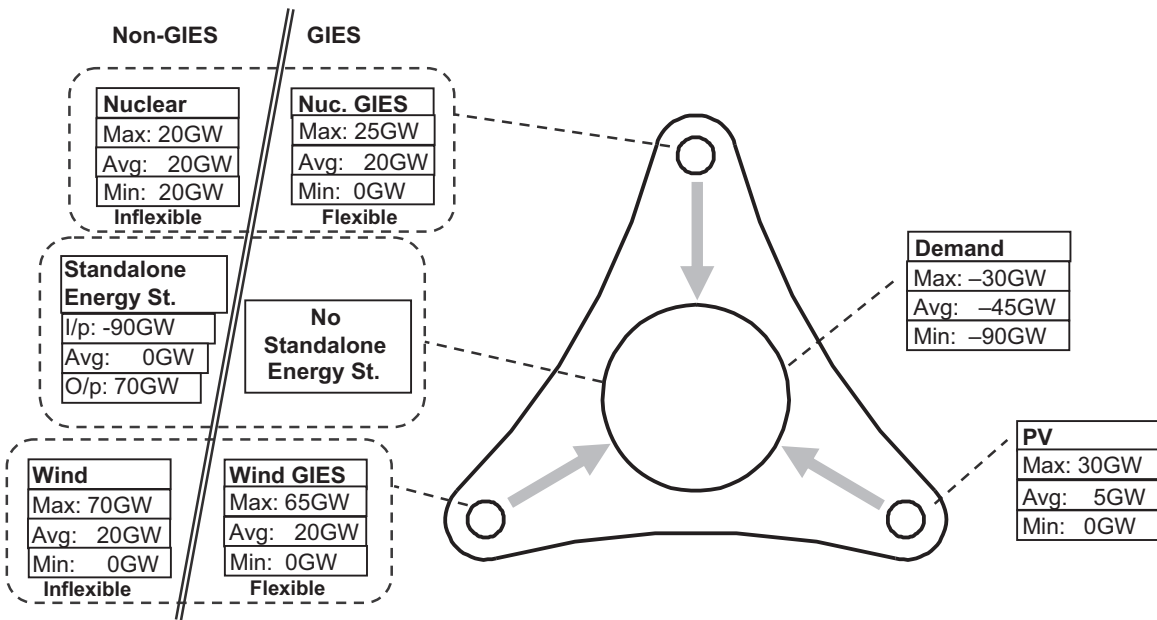 Non-GIES
GIES
Nuclear
Max: 20GW
Avg: 20GW
Min: 20GW
Inflexible
Nuc. GIES
Max: 25GW
Avg: 20GW
Min: 0GW
Flexible
Standalone
Energy St.
I/p: -90GW
Avg: 0GW
O/p: 70GW
No
Standalone
Energy St.
Wind
Max: 70GW
Avg: 20GW
Min: 0GW
Inflexible
Wind GIES
Max: 65GW
Avg: 20GW
Min: 0GW
Flexible
Demand
Max: –30GW
Avg: –45GW
Min: –90GW
PV
Max: 30GW
Avg: 5GW
Min: 0GW